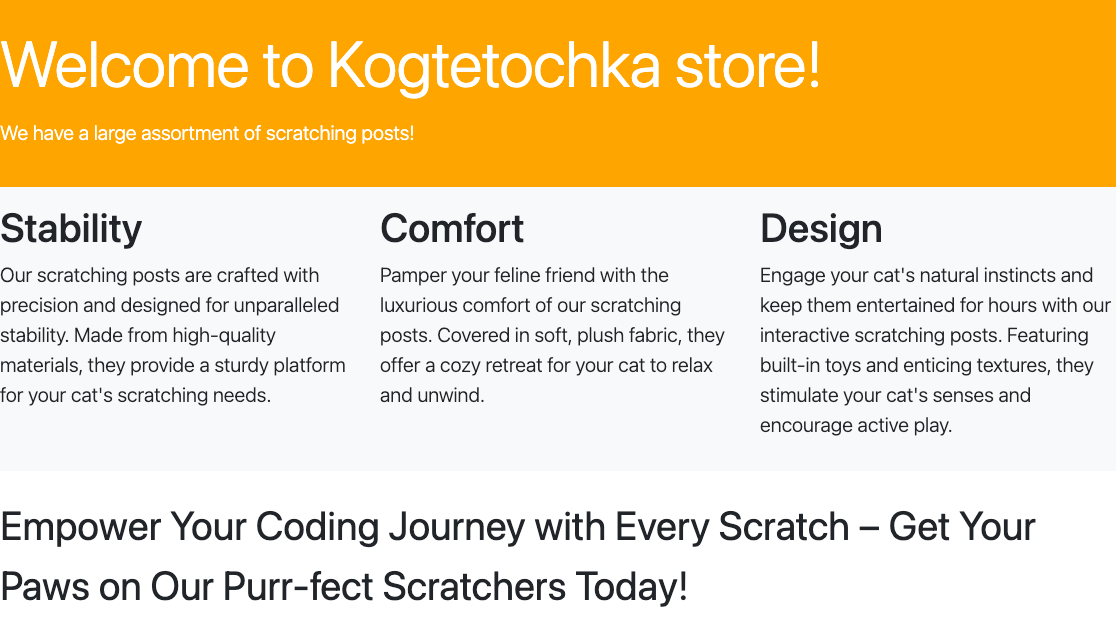 Welcome to Kogtetochka store!
We have a large assortment of scratching posts!
Stability
Our scratching posts are crafted with
precision and designed for unparalleled
stability. Made from high-quality
materials, they provide a sturdy platform
for your cat's scratching needs.
Comfort
Pamper your feline friend with the
luxurious comfort of our scratching
posts. Covered in soft, plush fabric, they
offer a cozy retreat for your cat to relax
and unwind.
Design
Engage your cat's natural instincts and
keep them entertained for hours with our
interactive scratching posts. Featuring
built-in toys and enticing textures, they
stimulate your cat's senses and
encourage active play.
Empower Your Coding Journey with Every Scratch – Get Your
Paws on Our Purr-fect Scratchers Today!